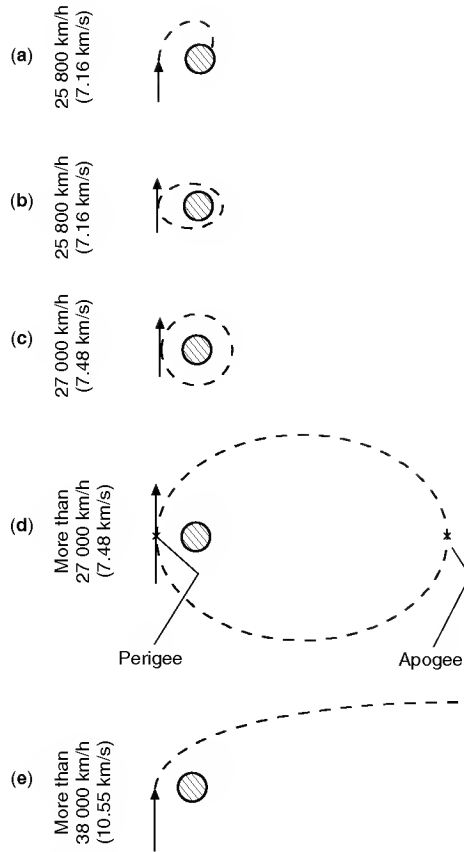 (a)
25 800 km/h
(7.16 km/s)
(b)
25 800 km/h
(7.16 km/s)
(c)
27 000 km/h
(7.48 km/s)
(d)
More than
27 000 km/h
(7.48 km/s)
Perigee
Apogee
(e)
More than
38 000 km/h
(10.55 km/s)